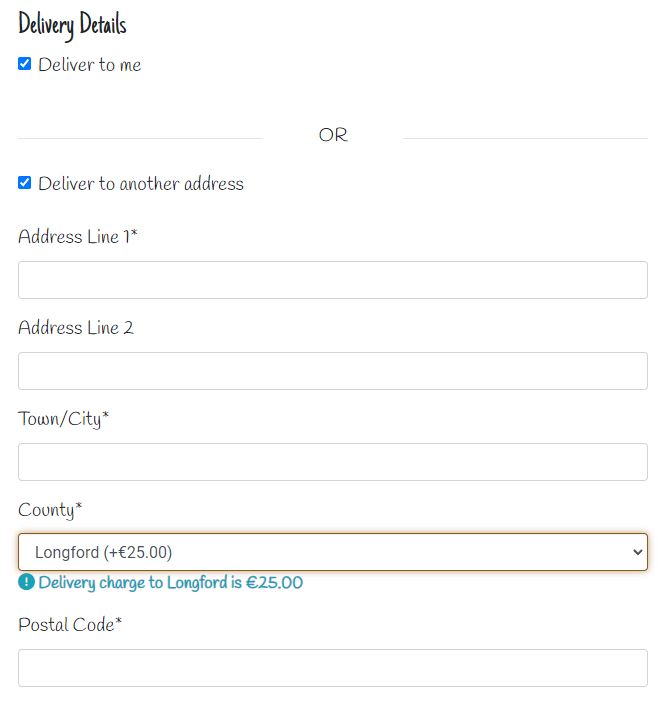 Delivery Details
Deliver to me
OR
Deliver to another address
Address Line 1*
Address Line 2
Town/City*
County*
Longford (+€25.00)
Delivery charge to Longford is €25.00
Postal Code*